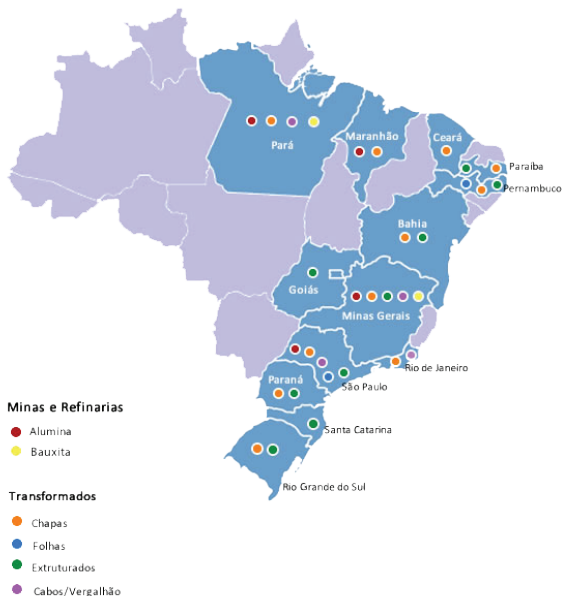 Pará
Maranhão
Ceará
Paraíba
Pernambuco
Bahia
Goiás
Minas Gerais
Rio de Janeiro
São Paulo
Paraná
Santa Catarina
Rio Grande do Sul
Minas e Refinarias
Alumina
Bauxita
Transformados
Chapas
Folhas
Extruturados
Cabos/Vergalhão